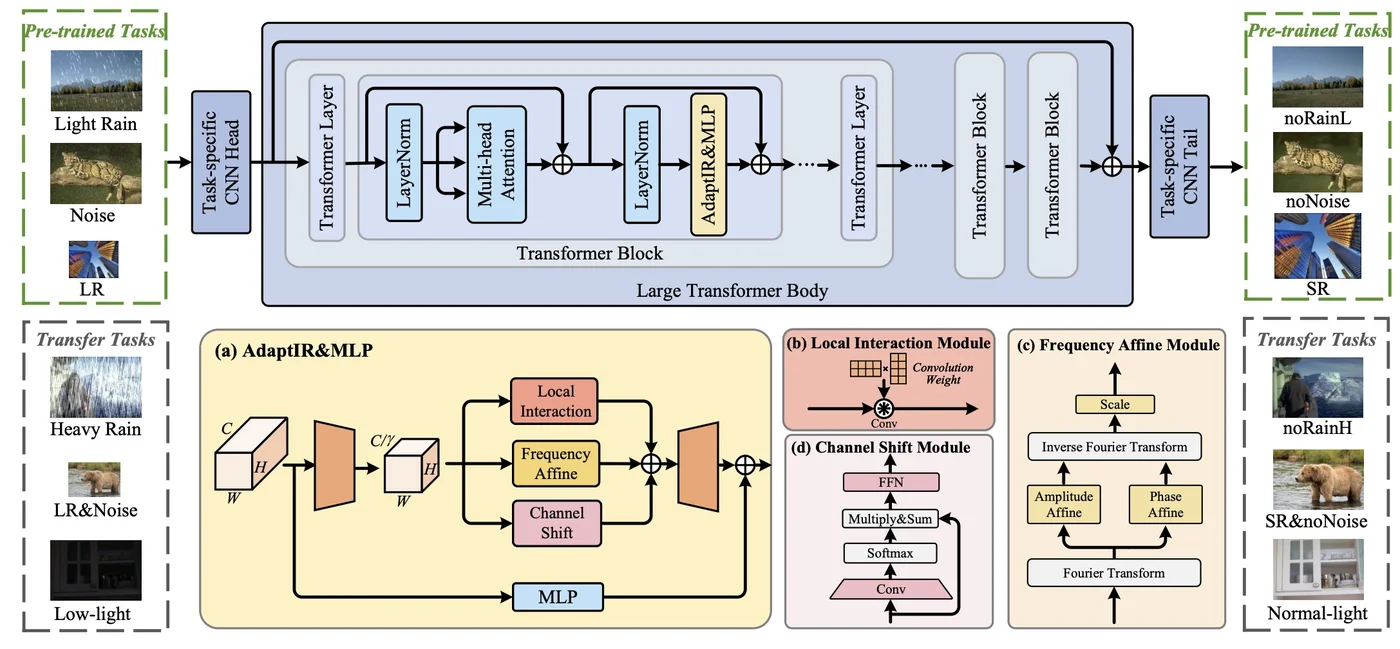 Pre-trained Tasks
Light Rain
Noise
LR
Task-specific
CNN Head
Transformer Layer
LayerNorm
Multi-head
Attention
LayerNorm
AdaptIR&MLP
Transformer Layer
Transformer Block
Transformer Block
Transformer Block
Large Transformer Body
Task-specific
CNN Tail
Pre-trained Tasks
noRainL
noNoise
SR
Transfer Tasks
Heavy Rain
LR&Noise
Low-light
(a) AdaptIR&MLP
C
H
W
C/γ
H
W
Local
Interaction
Frequency
Affine
Channel
Shift
MLP
(b) Local Interaction Module
×
Convolution
Weight
Conv
(d) Channel Shift Module
FFN
Multiply&Sum
Softmax
Conv
(c) Frequency Affine Module
Scale
Inverse Fourier Transform
Amplitude
Affine
Phase
Affine
Fourier Transform
Transfer Tasks
noRainH
SR&noNoise
Normal-light